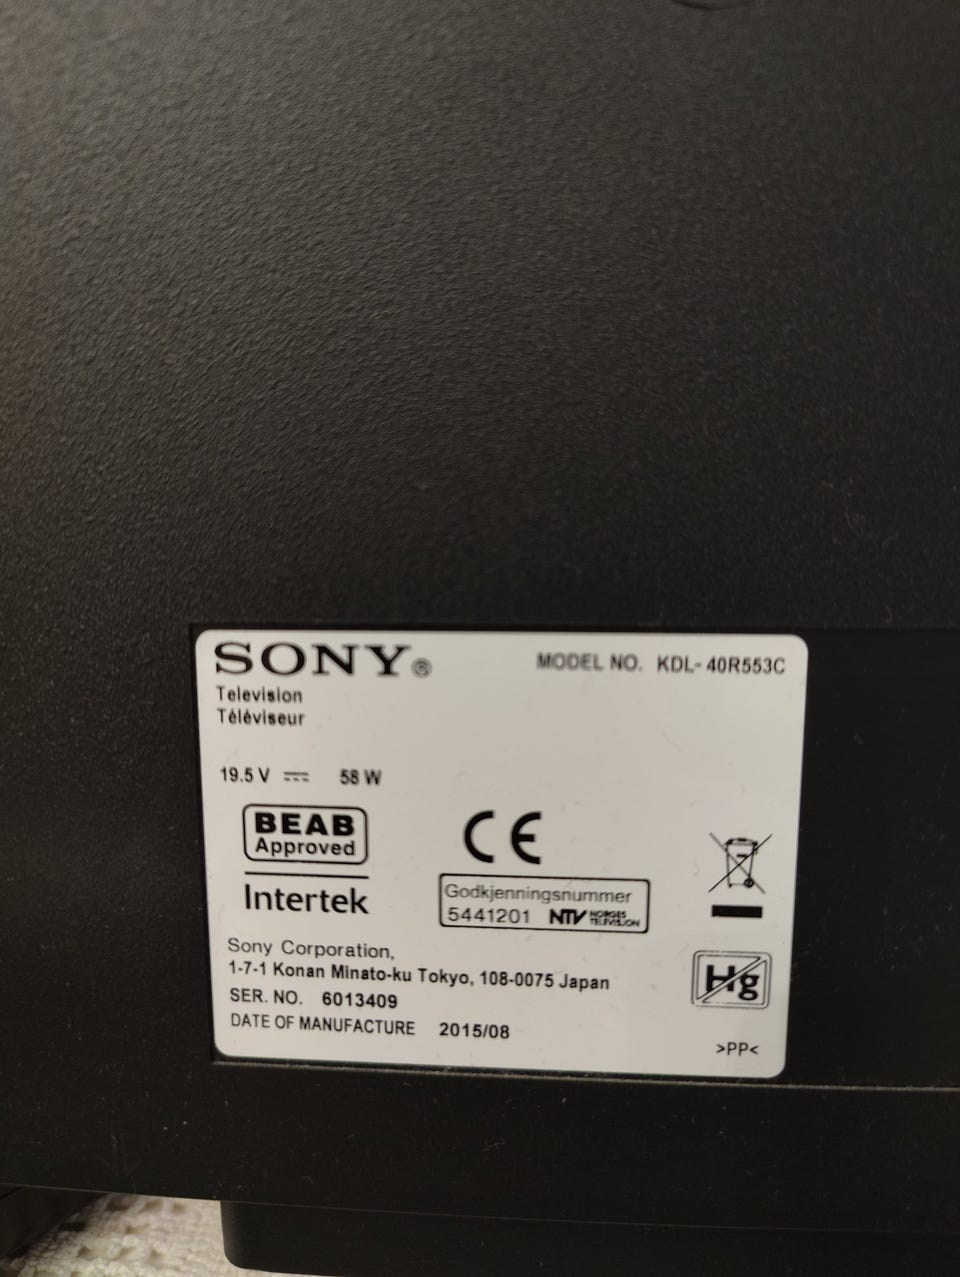 SONY®
MODEL NO. KDL-40R553C
Television
Téléviseur
19.5 V ⎓ 58 W
BEAB
Approved
Intertek
CE
Godkjenningsnummer
5441201 NTV NORGES TELEVISION
Sony Corporation,
1-7-1 Konan Minato-ku Tokyo, 108-0075 Japan
SER. NO. 6013409
DATE OF MANUFACTURE 2015/08
Hg
>PP<